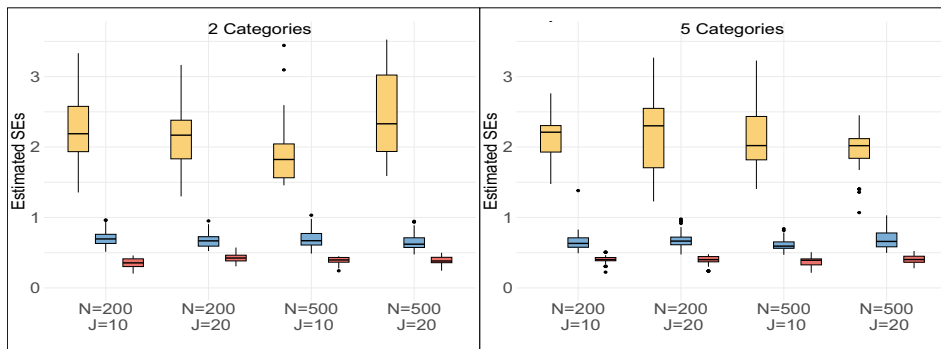 2 Categories
Estimated SEs
3
2
1
0
N=200 N=200 N=500 N=500
J=10 J=20 J=10 J=20
5 Categories
Estimated SEs
3
2
1
0
N=200 N=200 N=500 N=500
J=10 J=20 J=10 J=20